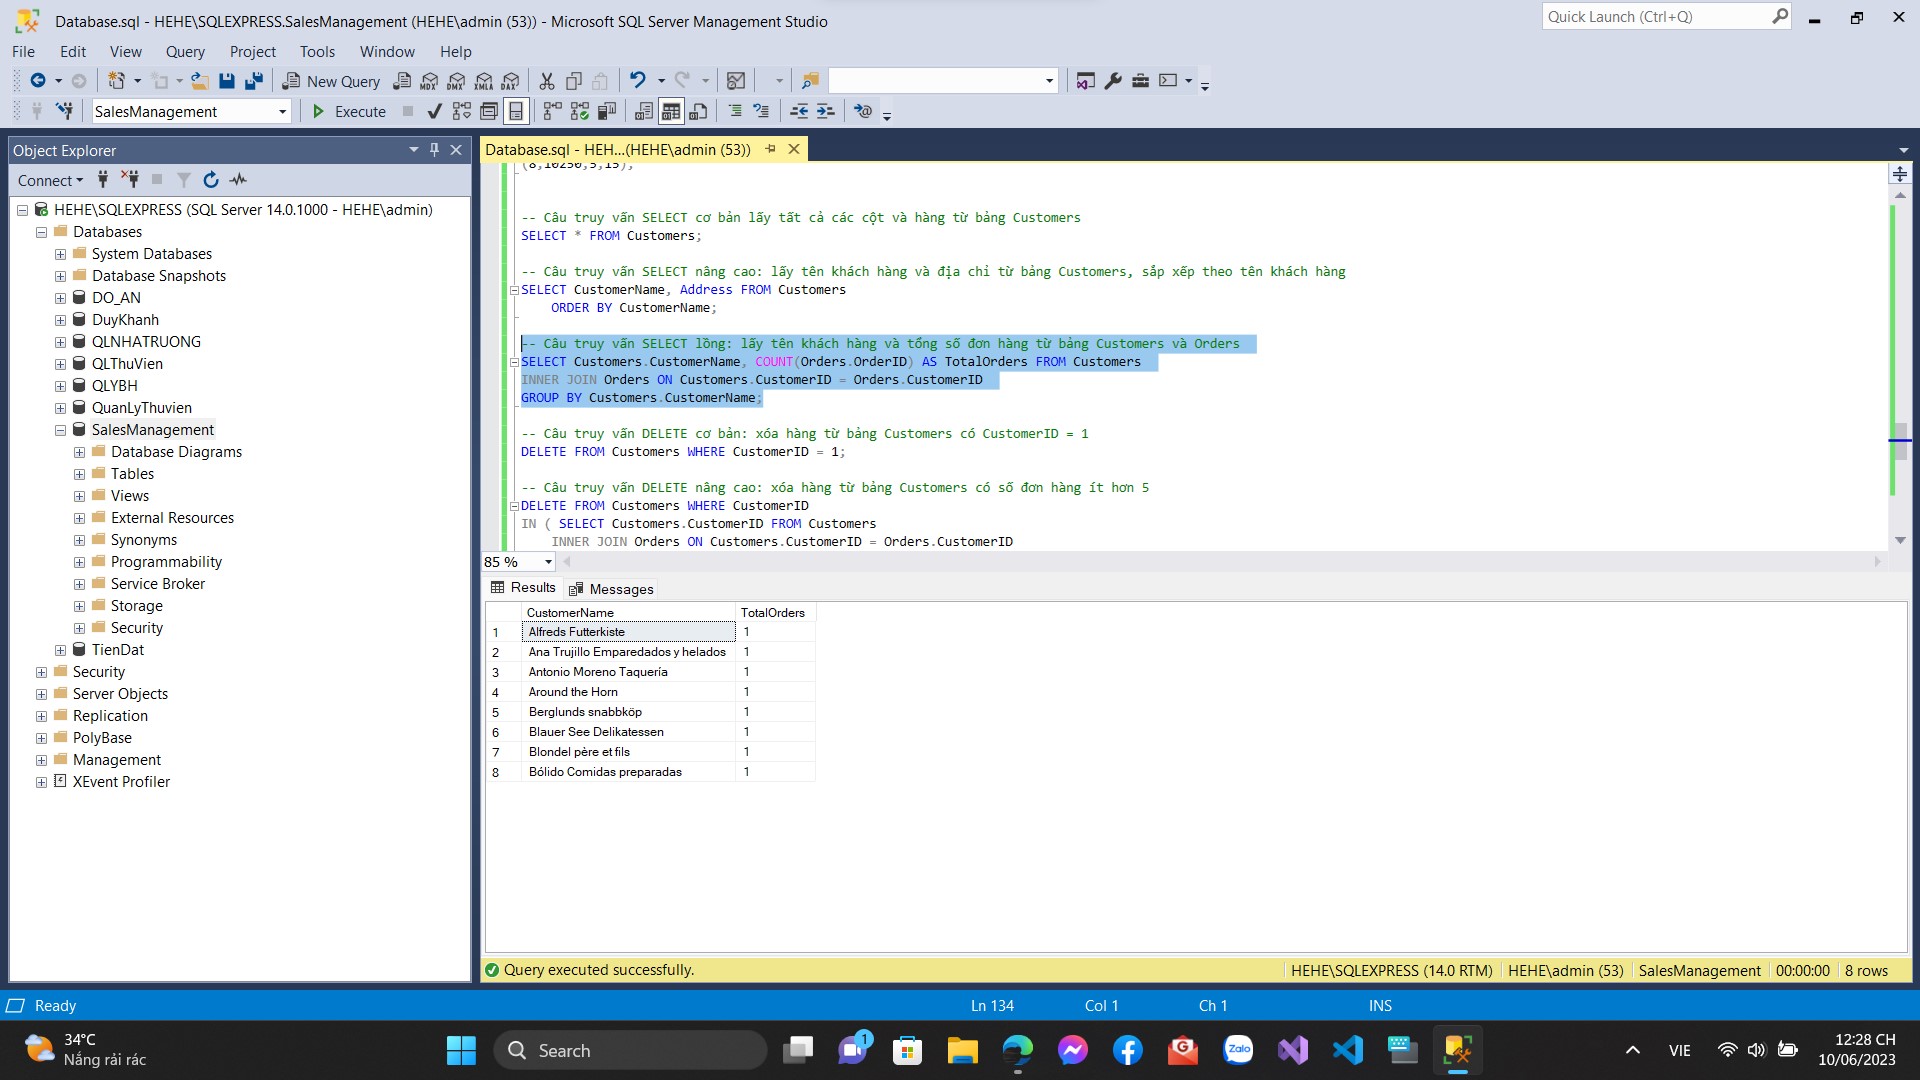 Database.sql - HEHE\SQLEXPRESS.SalesManagement (HEHE\admin (53)) - Microsoft SQL Server Management Studio
Quick Launch (Ctrl+Q)
File Edit View Query Project Tools Window Help
New Query
MDX DMX XMLA DAX
SalesManagement
Execute
Object Explorer
Connect
HEHE\SQLEXPRESS (SQL Server 14.0.1000 - HEHE\admin)
Databases
System Databases
Database Snapshots
DO_AN
DuyKhanh
QLNHATRUONG
QLThuVien
QLYBH
QuanLyThuvien
SalesManagement
Database Diagrams
Tables
Views
External Resources
Synonyms
Programmability
Service Broker
Storage
Security
TienDat
Security
Server Objects
Replication
PolyBase
Management
XEvent Profiler
Database.sql - HEH...(HEHE\admin (53))
(8,10250,5,15);
-- Câu truy vấn SELECT cơ bản lấy tất cả các cột và hàng từ bảng Customers
SELECT * FROM Customers;
-- Câu truy vấn SELECT nâng cao: lấy tên khách hàng và địa chỉ từ bảng Customers, sắp xếp theo tên khách hàng
SELECT CustomerName, Address FROM Customers
ORDER BY CustomerName;
-- Câu truy vấn SELECT lồng: lấy tên khách hàng và tổng số đơn hàng từ bảng Customers và Orders
SELECT Customers.CustomerName, COUNT(Orders.OrderID) AS TotalOrders FROM Customers
INNER JOIN Orders ON Customers.CustomerID = Orders.CustomerID
GROUP BY Customers.CustomerName;
-- Câu truy vấn DELETE cơ bản: xóa hàng từ bảng Customers có CustomerID = 1
DELETE FROM Customers WHERE CustomerID = 1;
-- Câu truy vấn DELETE nâng cao: xóa hàng từ bảng Customers có số đơn hàng ít hơn 5
DELETE FROM Customers WHERE CustomerID
IN ( SELECT Customers.CustomerID FROM Customers
INNER JOIN Orders ON Customers.CustomerID = Orders.CustomerID
85 %
Results Messages
CustomerName TotalOrders
1 Alfreds Futterkiste 1
2 Ana Trujillo Emparedados y helados 1
3 Antonio Moreno Taquería 1
4 Around the Horn 1
5 Berglunds snabbköp 1
6 Blauer See Delikatessen 1
7 Blondel père et fils 1
8 Bólido Comidas preparadas 1
Query executed successfully.
HEHE\SQLEXPRESS (14.0 RTM) HEHE\admin (53) SalesManagement 00:00:00 8 rows
Ready
Ln 134 Col 1 Ch 1 INS
34°C
Nắng rải rác
Search
1
Zalo
VIE
12:28 CH
10/06/2023